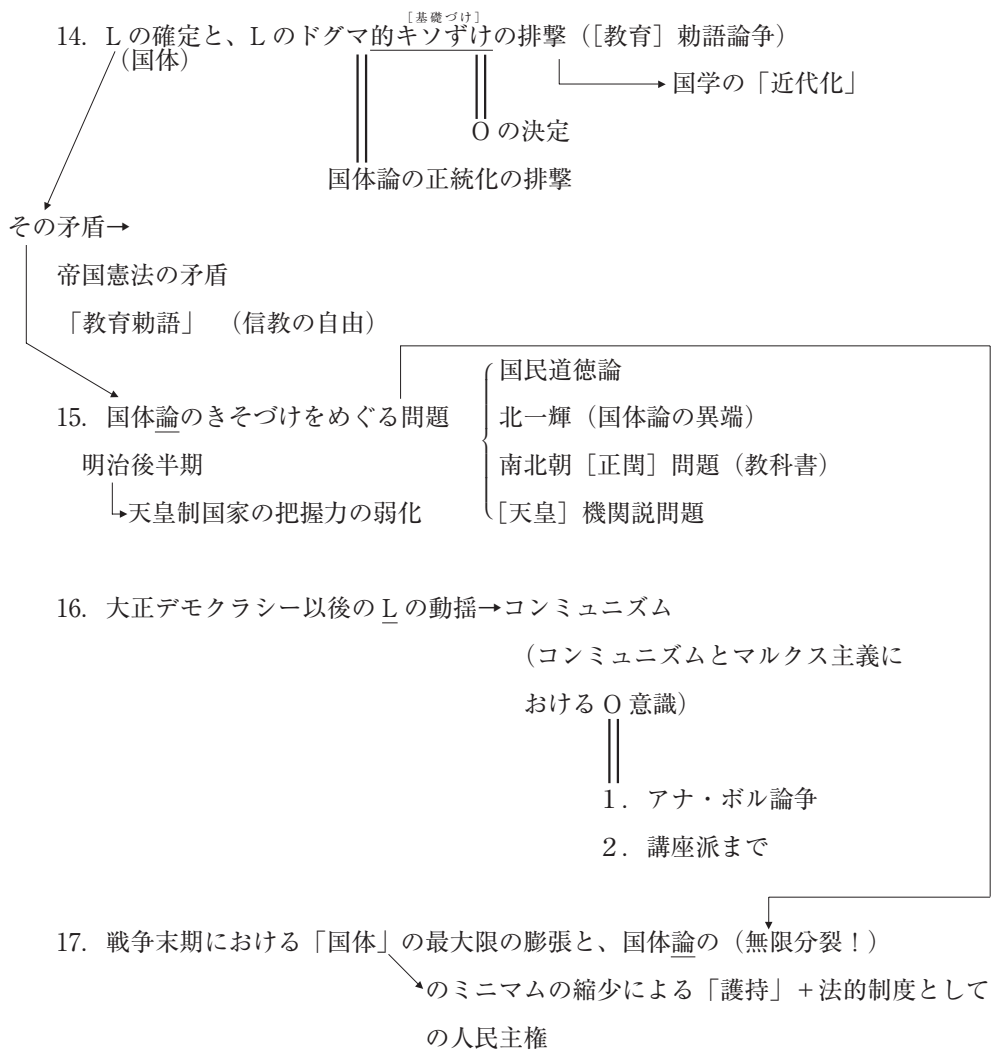 [基礎づけ]
14. L の確定と、L のドグマ的キソずけの排撃（[教育］勅語論争）
（国体）
→ 国学の「近代化」
O の決定
国体論の正統化の排撃
その矛盾→
帝国憲法の矛盾
「教育勅語」 （信教の自由）
国民道徳論
15. 国体論のきそづけをめぐる問題 北一輝（国体論の異端）
明治後半期 南北朝［正閏］問題（教科書）
→天皇制国家の把握力の弱化 ［天皇］機関説問題
16. 大正デモクラシー以後の L の動揺→コンミュニズム
（コンミュニズムとマルクス主義に
おける O 意識）
1．アナ・ボル論争
2．講座派まで
17. 戦争末期における「国体」の最大限の膨張と、国体論の（無限分裂！）
のミニマムの縮少による「護持」+法的制度として
の人民主権